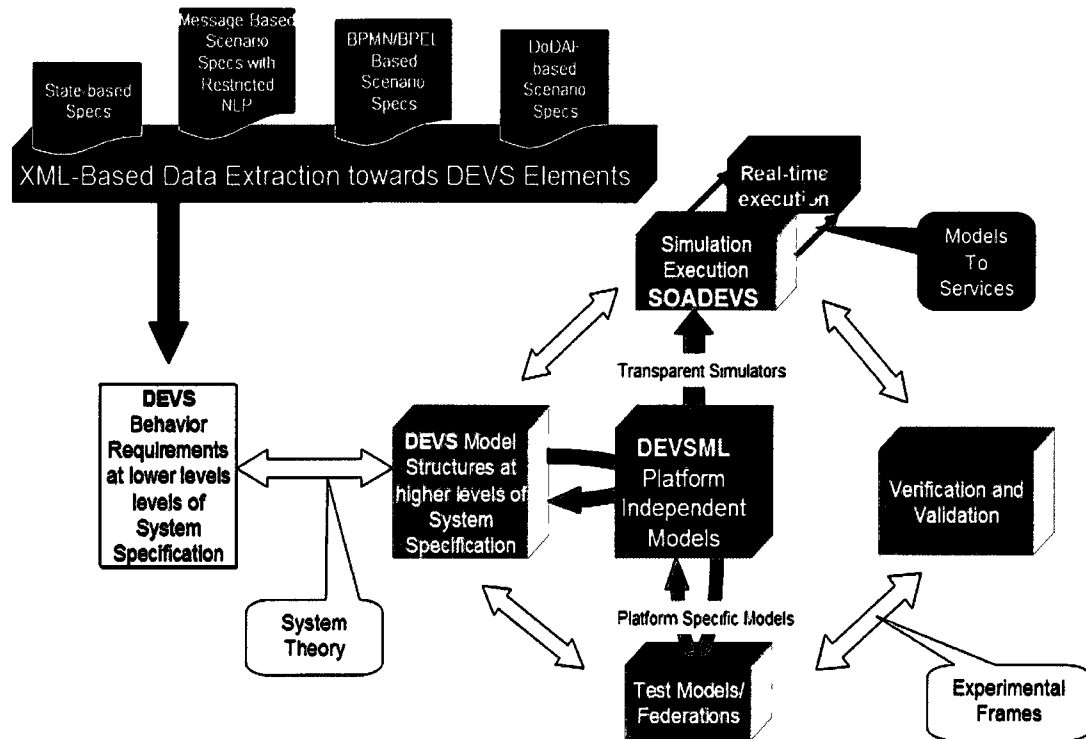 State-based
Specs
Message Based
Scenario
Specs with
Restricted
NLP
BPMN/BPEL
Based
Scenario
Specs
DoDAF-
based
Scenario
Specs
XML-Based Data Extraction towards DEVS Elements
Real-time
execution
Simulation
Execution
SOADEVS
Models
To
Services
Transparent Simulators
DEVS
Behavior
Requirements
at lower levels
levels of
System
Specification
DEVS Model
Structures at
higher levels of
System
Specification
DEVSML
Platform
Independent
Models
Verification and
Validation
System
Theory
Platform Specific Models
Test Models/
Federations
Experimental
Frames